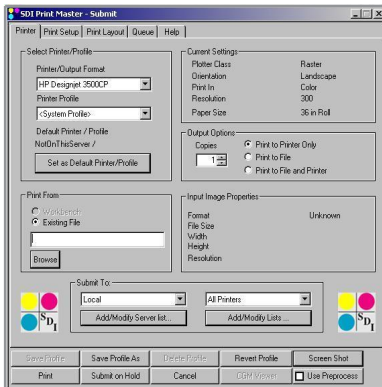 SDI Print Master - Submit
Printer Print Setup Print Layout Queue Help
Select Printer/Profile
Printer/Output Format
HP Designjet 3500CP
Printer Profile
<System Profile>
Default Printer / Profile
NotOnThisServer /
Set as Default Printer/Profile
Current Settings
Plotter Class Raster
Orientation Landscape
Print In Color
Resolution 300
Paper Size 36 in Roll
Output Options
Copies
1
Print to Printer Only
Print to File
Print to File and Printer
Print From
Workbench
Existing File
Browse
Input Image Properties
Format Unknown
File Size
Width
Height
Resolution
Submit To:
Local All Printers
Add/Modify Server list... Add/Modify Lists ...
SDI
SDI
Save Profile Save Profile As Delete Profile Revert Profile Screen Shot
Print Submit on Hold Cancel CGM Viewer Use Preprocess